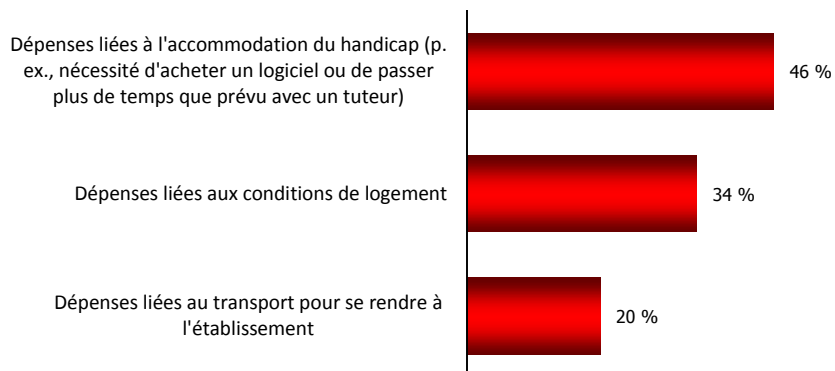 Dépenses liées à l'accommodation du handicap (p.
ex., nécessité d'acheter un logiciel ou de passer
plus de temps que prévu avec un tuteur)
46 %
Dépenses liées aux conditions de logement
34 %
Dépenses liées au transport pour se rendre à
l'établissement
20 %